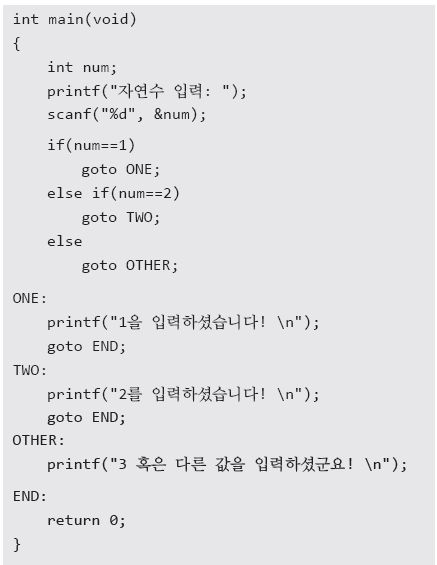 int main(void)
{
    int num;
    printf("자연수 입력: ");
    scanf("%d", &num);
    if(num==1)
        goto ONE;
    else if(num==2)
        goto TWO;
    else
        goto OTHER;
ONE:
    printf("1을 입력하셨습니다! \n");
    goto END;
TWO:
    printf("2를 입력하셨습니다! \n");
    goto END;
OTHER:
    printf("3 혹은 다른 값을 입력하셨군요! \n");
END:
    return 0;
}